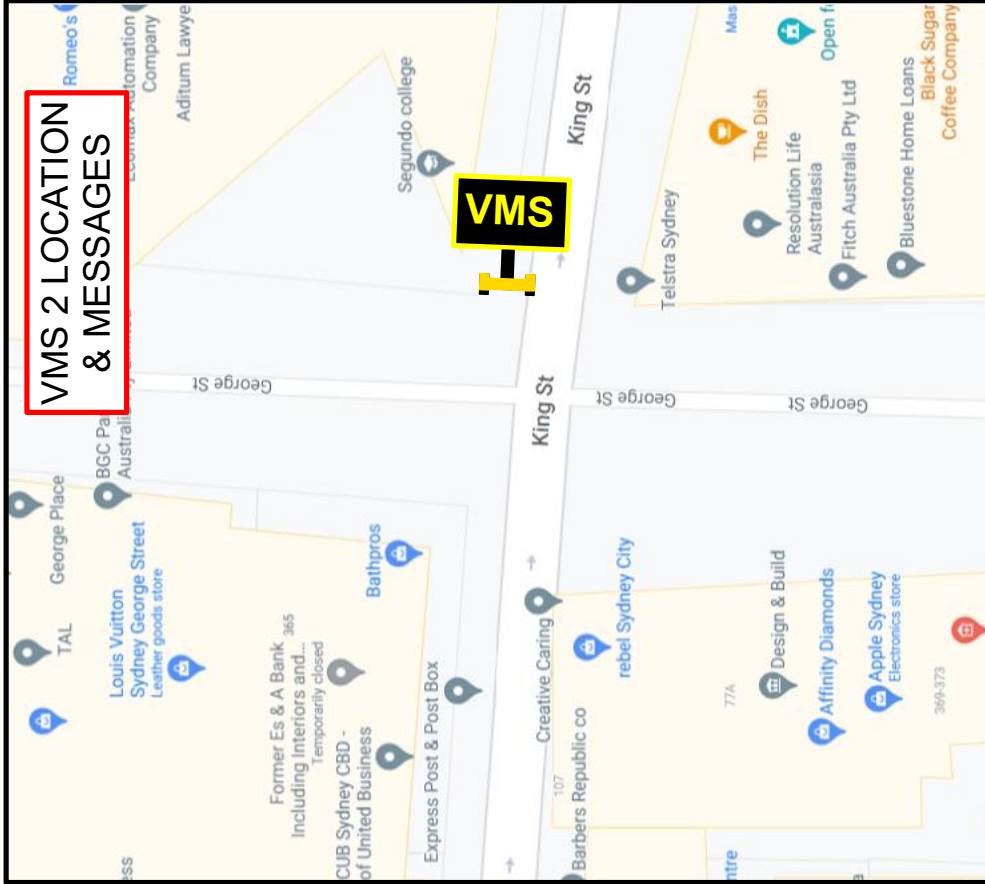 Romeo's
Automation
Company
Aditum Lawye
VMS 2 LOCATION
& MESSAGES
Segundo college
VMS
King St
King St
Mas
Open fo
The Dish
Resolution Life
Australasia
Fitch Australia Pty Ltd
Bluestone Home Loans
Black Sugar
Coffee Company
Telstra Sydney
George St
George St
George St
BGC Pa
Australi
George Place
TAL
Louis Vuitton
Sydney George Street
Leather goods store
Bathpros
Former Es & A Bank
Including Interiors and...
Temporarily closed
365
CUB Sydney CBD -
of United Business
Express Post & Post Box
Creative Caring
rebel Sydney City
Barbers Republic co
107
77A
Design & Build
Affinity Diamonds
Apple Sydney
Electronics store
369-373
ess
ntre
a